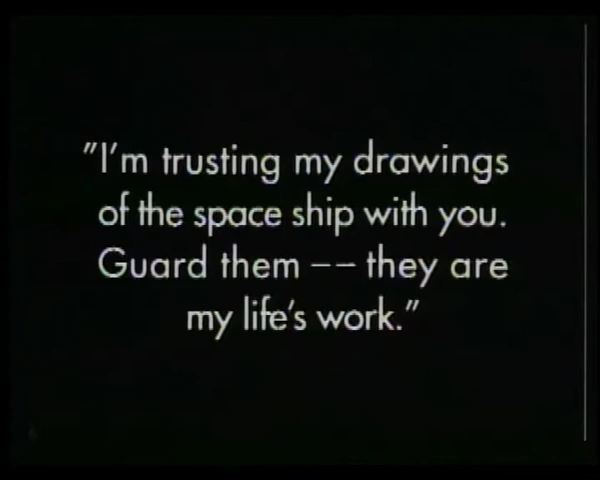 "I'm trusting my drawings
of the space ship with you.
Guard them -- they are
my life's work."